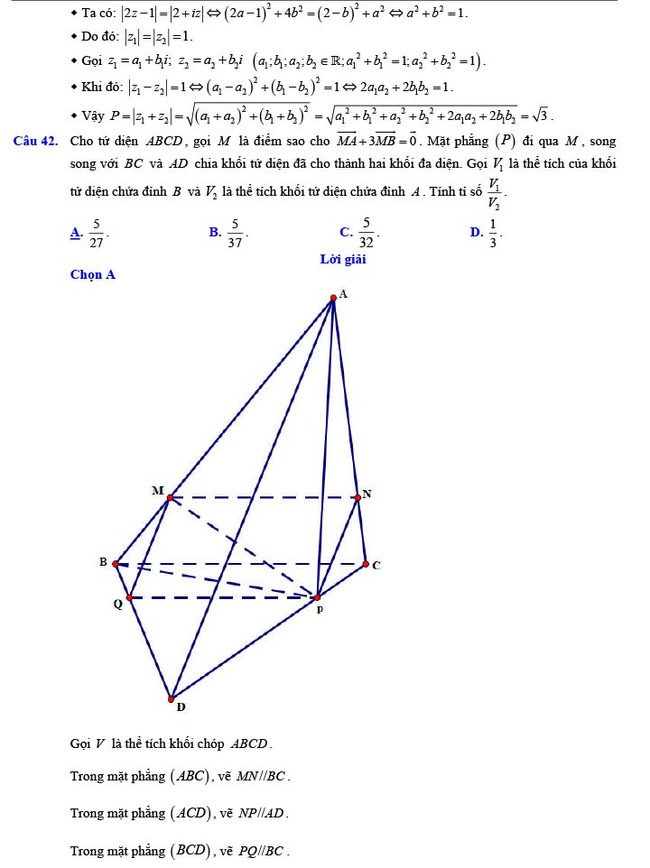 ♦ Ta có: |2z−1|=|2+iz|⇔(2a−1)²+4b²=(2−b)²+a²⇔a²+b²=1.
♦ Do đó: |z₁|=|z₂|=1.
♦ Gọi z₁=a₁+b₁i; z₂=a₂+b₂i (a₁;b₁;a₂;b₂∈ℝ;a₁²+b₁²=1;a₂²+b₂²=1).
♦ Khi đó: |z₁−z₂|=1⇔(a₁−a₂)²+(b₁−b₂)²=1⇔2a₁a₂+2b₁b₂=1.
♦ Vậy P=|z₁+z₂|=√((a₁+a₂)²+(b₁+b₂)²)=√(a₁²+b₁²+a₂²+b₂²+2a₁a₂+2b₁b₂)=√3.
Câu 42. Cho tứ diện ABCD, gọi M là điểm sao cho MA⃗+3MB⃗=0⃗. Mặt phẳng (P) đi qua M, song
song với BC và AD chia khối tứ diện đã cho thành hai khối đa diện. Gọi V₁ là thể tích của khối
tứ diện chứa đỉnh B và V₂ là thể tích khối tứ diện chứa đỉnh A. Tính tỉ số V₁/V₂.
A. 5/27. B. 5/37. C. 5/32. D. 1/3.
Lời giải
Chọn A
A
M
N
B
C
Q
P
D
Gọi V là thể tích khối chóp ABCD.
Trong mặt phẳng (ABC), vẽ MN//BC.
Trong mặt phẳng (ACD), vẽ NP//AD.
Trong mặt phẳng (BCD), vẽ PQ//BC.